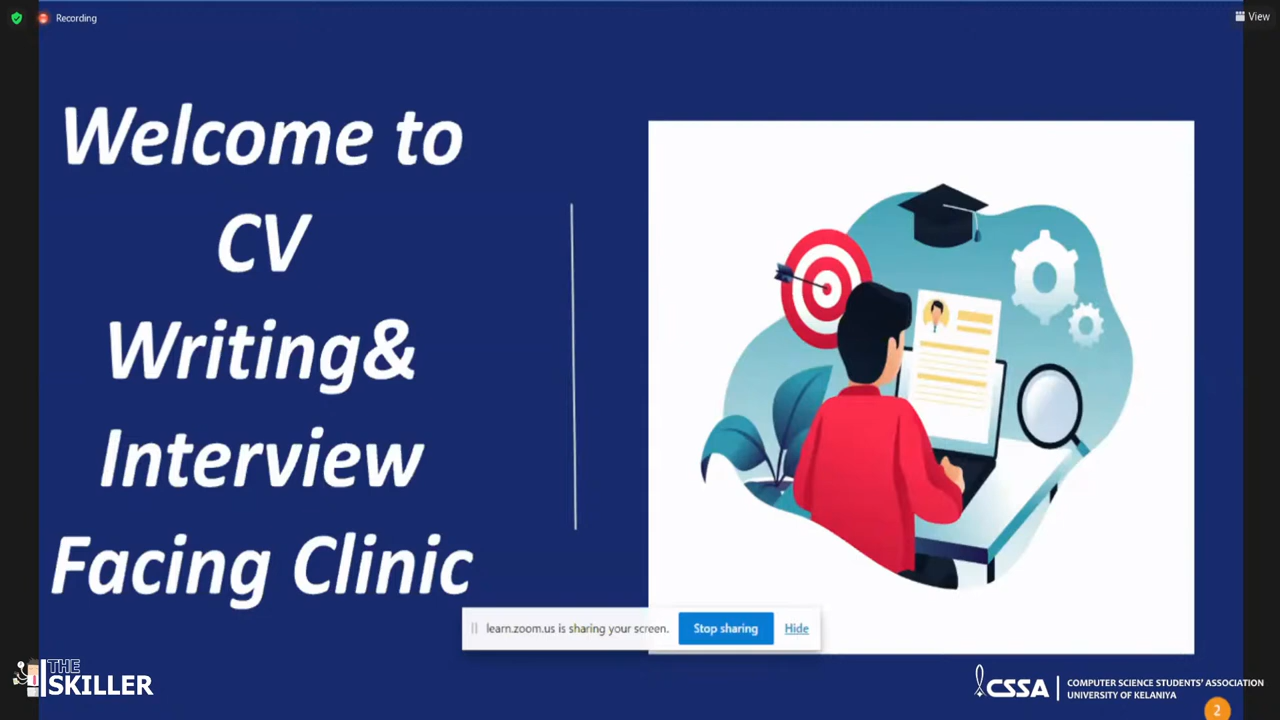 Recording
View
Welcome to
CV
Writing&
Interview
Facing Clinic
learn.zoom.us is sharing your screen.
Stop sharing
Hide
THE
SKILLER
CSSA
COMPUTER SCIENCE STUDENTS' ASSOCIATION
UNIVERSITY OF KELANIYA
2